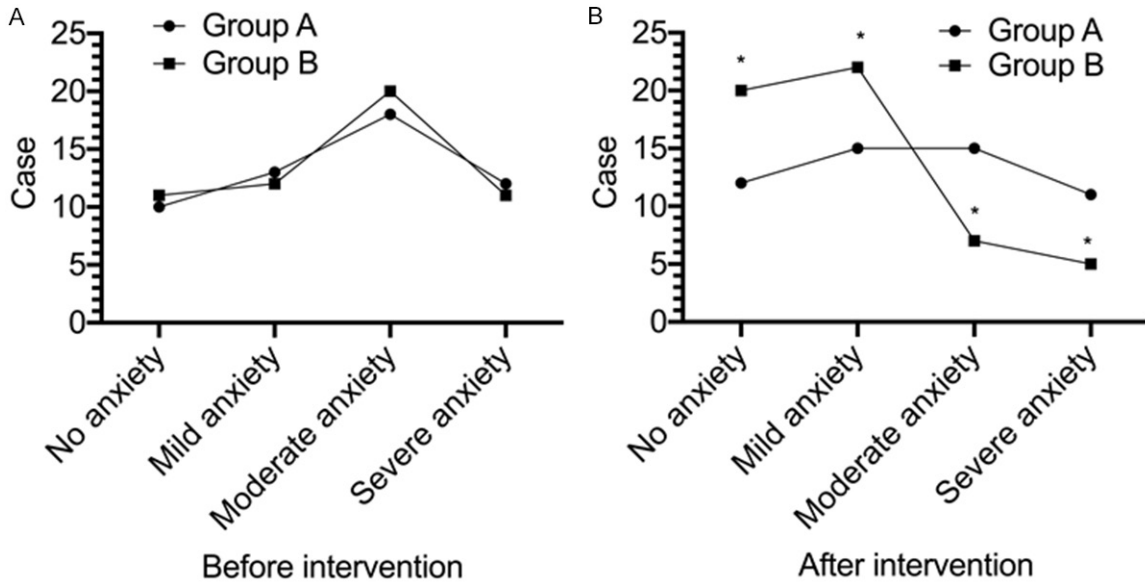 A
Group A
Group B
25
20
15
10
5
0
Case
No anxiety
Mild anxiety
Moderate anxiety
Severe anxiety
Before intervention
B
Group A
Group B
25
20
15
10
5
0
Case
*
*
*
*
No anxiety
Mild anxiety
Moderate anxiety
Severe anxiety
After intervention